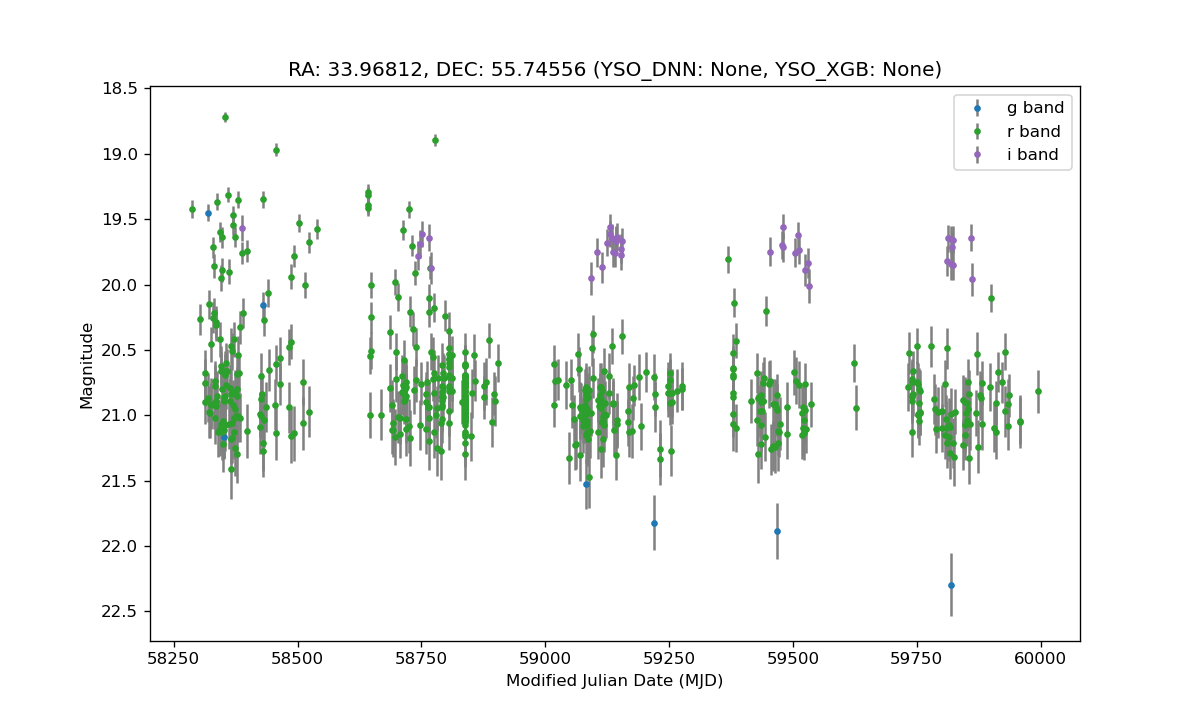 RA: 33.96812, DEC: 55.74556 (YSO_DNN: None, YSO_XGB: None)
g band
r band
i band
18.5
19.0
19.5
20.0
20.5
21.0
21.5
22.0
22.5
Magnitude
58250 58500 58750 59000 59250 59500 59750 60000
Modified Julian Date (MJD)